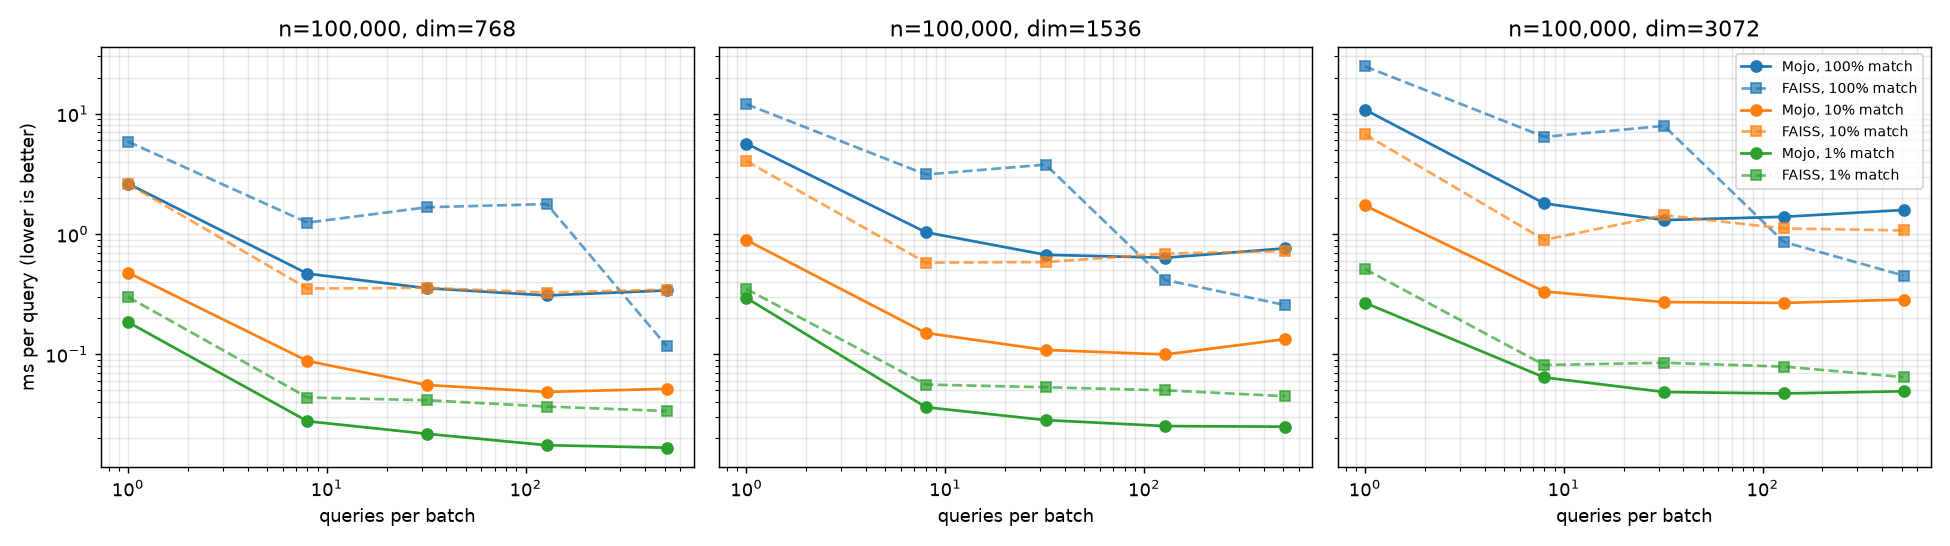 n=100,000, dim=768
n=100,000, dim=1536
n=100,000, dim=3072
ms per query (lower is better)
10¹
10⁰
10⁻¹
Mojo, 100% match
FAISS, 100% match
Mojo, 10% match
FAISS, 10% match
Mojo, 1% match
FAISS, 1% match
10⁰ 10¹ 10²
10⁰ 10¹ 10²
10⁰ 10¹ 10²
queries per batch
queries per batch
queries per batch